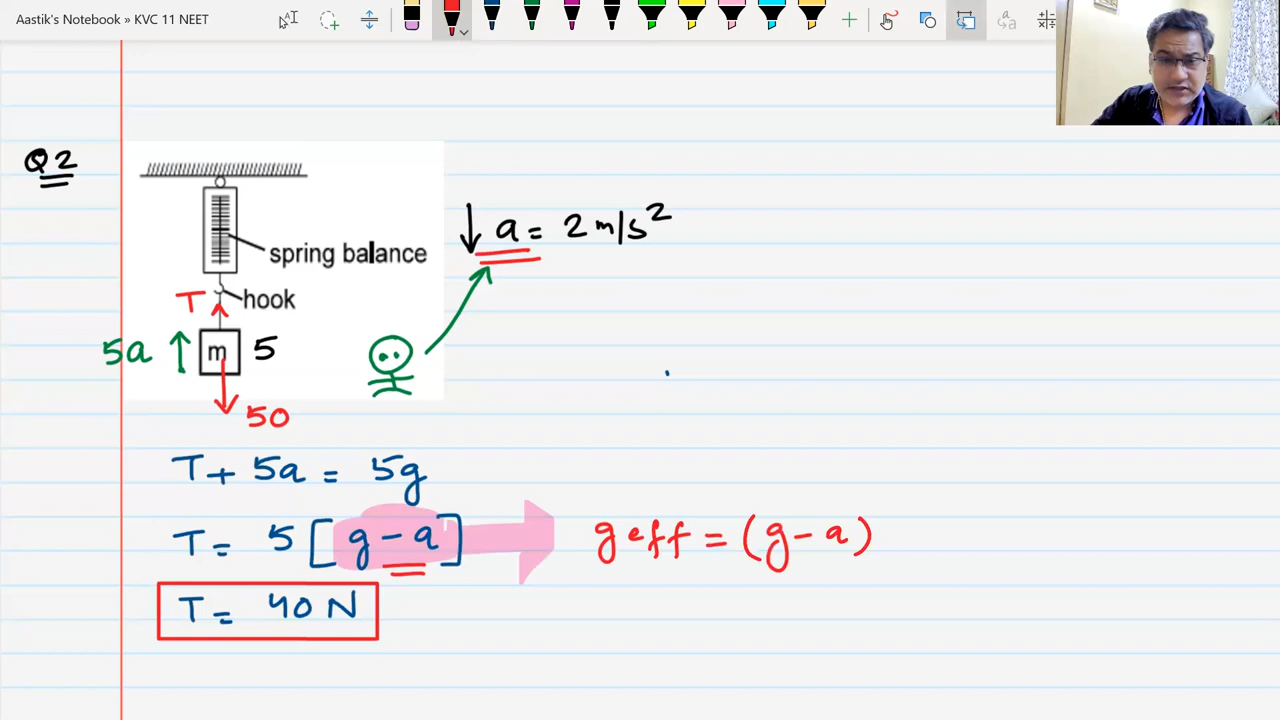 Aastik's Notebook » KVC 11 NEET
Q2
spring balance
hook
T
5a
m
5
50
↓ a = 2 m/s²
T + 5a = 5g
T = 5 [g - a]
geff = (g - a)
T = 40 N